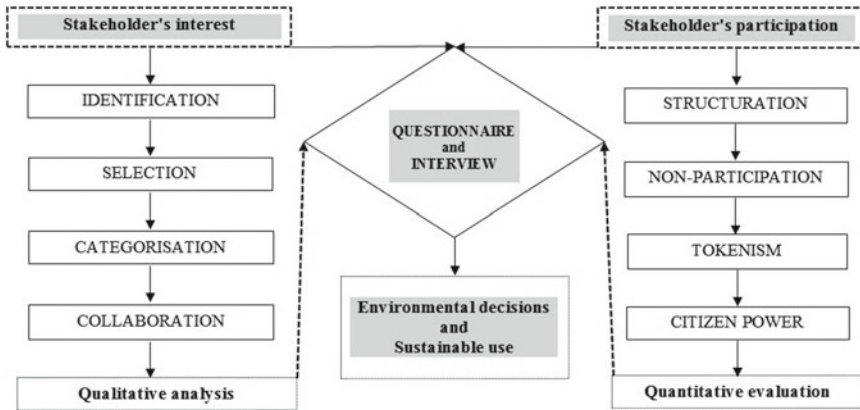 Stakeholder's interest
IDENTIFICATION
SELECTION
CATEGORISATION
COLLABORATION
Qualitative analysis
QUESTIONNAIRE
and
INTERVIEW
Environmental decisions
and
Sustainable use
Stakeholder's participation
STRUCTURATION
NON-PARTICIPATION
TOKENISM
CITIZEN POWER
Quantitative evaluation